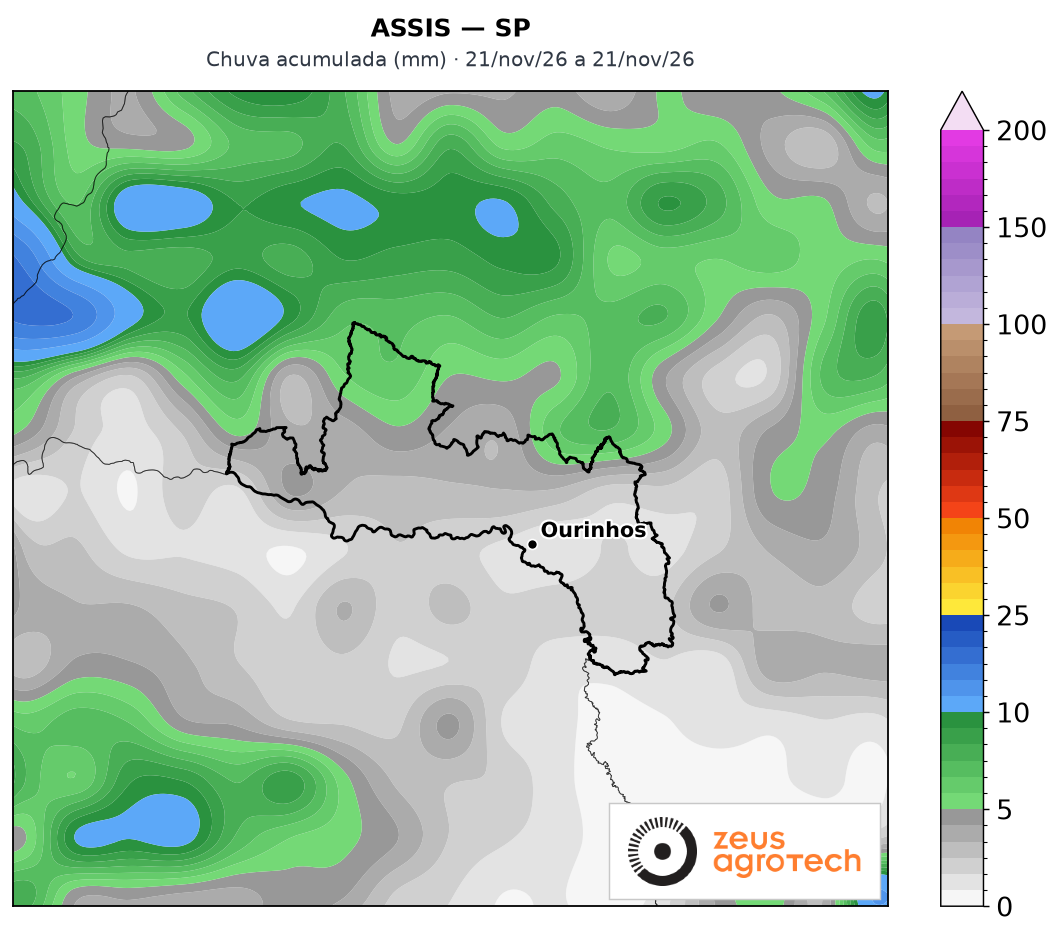 ASSIS — SP
Chuva acumulada (mm) · 21/nov/26 a 21/nov/26
200
150
100
75
50
25
10
5
0
Ourinhos
zeus
agrotech